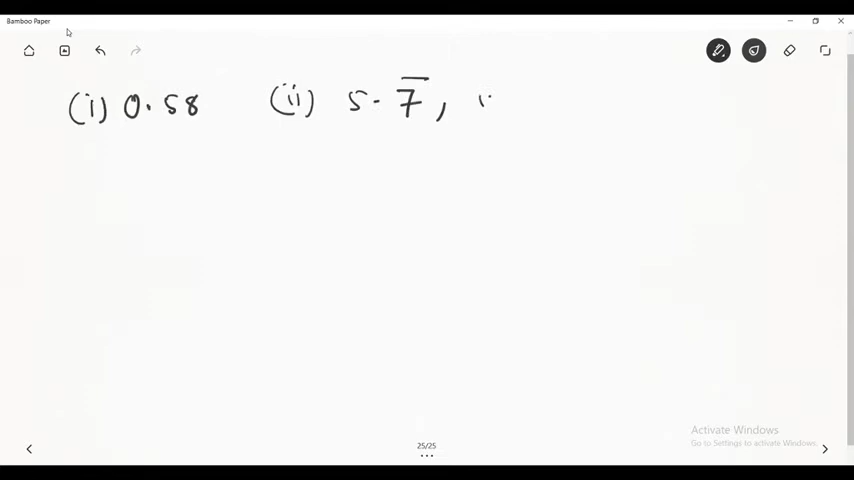 Bamboo Paper
(i) 0.58 (ii) 5.7̅,
25/25
Activate Windows
Go to Settings to activate Windows.